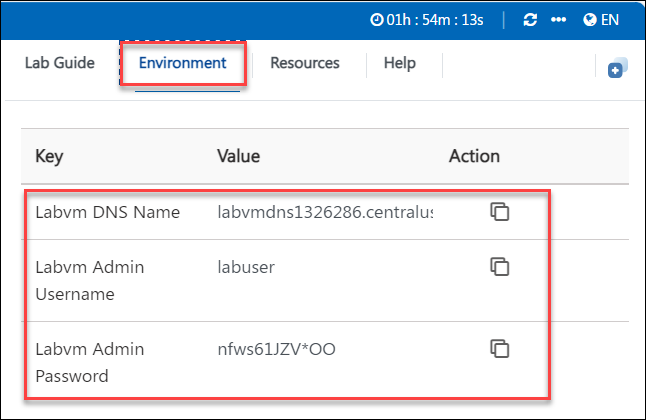 01h : 54m : 13s EN
Lab Guide Environment Resources Help
Key Value Action
Labvm DNS Name labvmdns1326286.centralus
Labvm Admin
Username
labuser
Labvm Admin
Password
nfws61JZV*OO